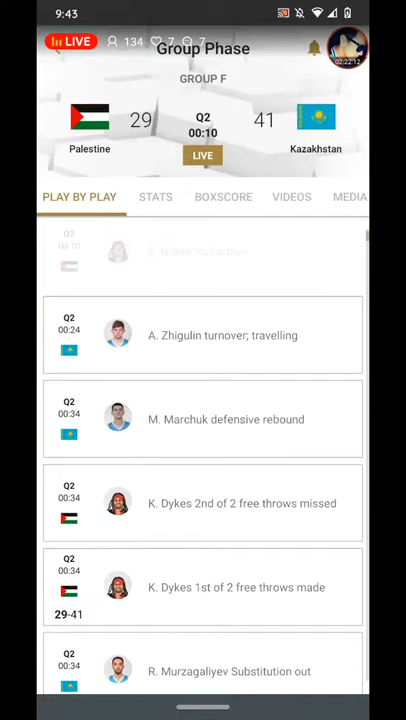 9:43
LIVE 134 7 7
Group Phase
02:22:12
GROUP F
29 Q2 41
00:10
Palestine LIVE Kazakhstan
PLAY BY PLAY STATS BOXSCORE VIDEOS MEDIA
Q2
00:10
Q2
00:24
A. Zhigulin turnover; travelling
Q2
00:34
M. Marchuk defensive rebound
Q2
00:34
K. Dykes 2nd of 2 free throws missed
Q2
00:34
K. Dykes 1st of 2 free throws made
29-41
Q2
00:34
R. Murzagaliyev Substitution out